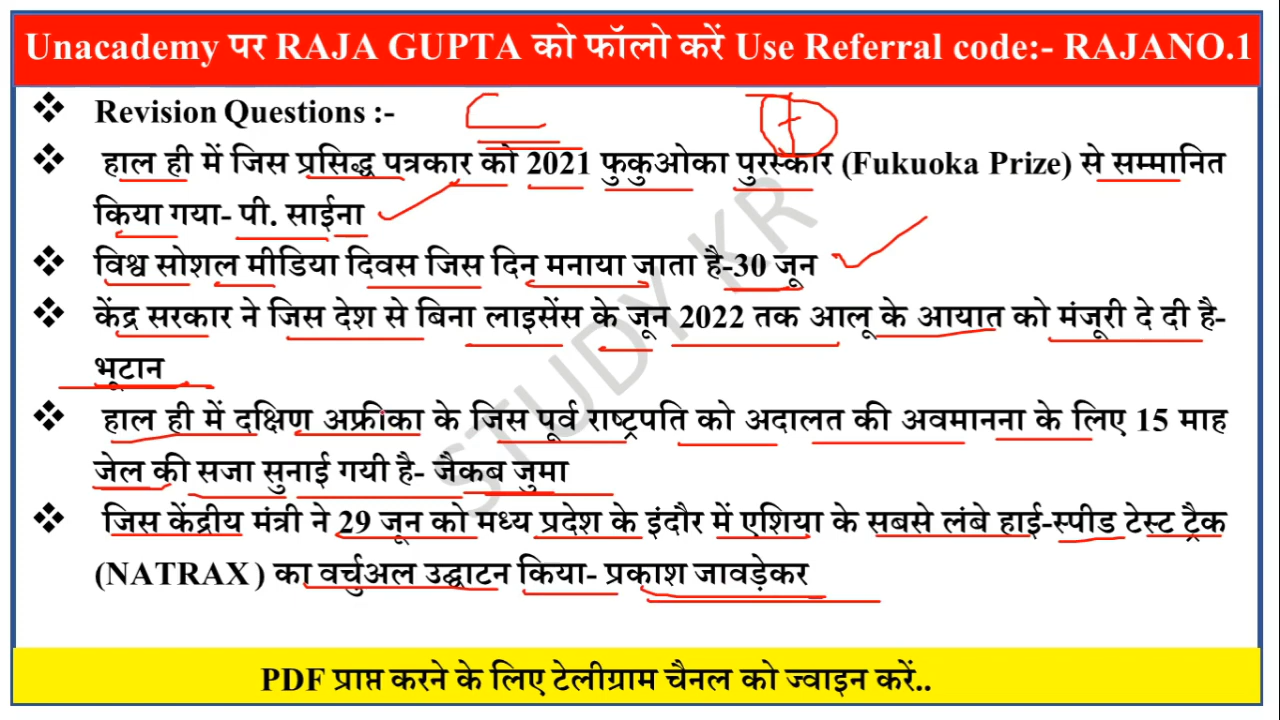 Unacademy पर RAJA GUPTA को फॉलो करें Use Referral code:- RAJANO.1
❖ Revision Questions :-
❖ हाल ही में जिस प्रसिद्ध पत्रकार को 2021 फुकुओका पुरस्कार (Fukuoka Prize) से सम्मानित
किया गया- पी. साईना
❖ विश्व सोशल मीडिया दिवस जिस दिन मनाया जाता है-30 जून
❖ केंद्र सरकार ने जिस देश से बिना लाइसेंस के जून 2022 तक आलू के आयात को मंजूरी दे दी है-
भूटान
❖ हाल ही में दक्षिण अफ्रीका के जिस पूर्व राष्ट्रपति को अदालत की अवमानना के लिए 15 माह
जेल की सजा सुनाई गयी है- जैकब जुमा
❖ जिस केंद्रीय मंत्री ने 29 जून को मध्य प्रदेश के इंदौर में एशिया के सबसे लंबे हाई-स्पीड टेस्ट ट्रैक
(NATRAX) का वर्चुअल उद्घाटन किया- प्रकाश जावड़ेकर
STUDY KR
PDF प्राप्त करने के लिए टेलीग्राम चैनल को ज्वाइन करें..